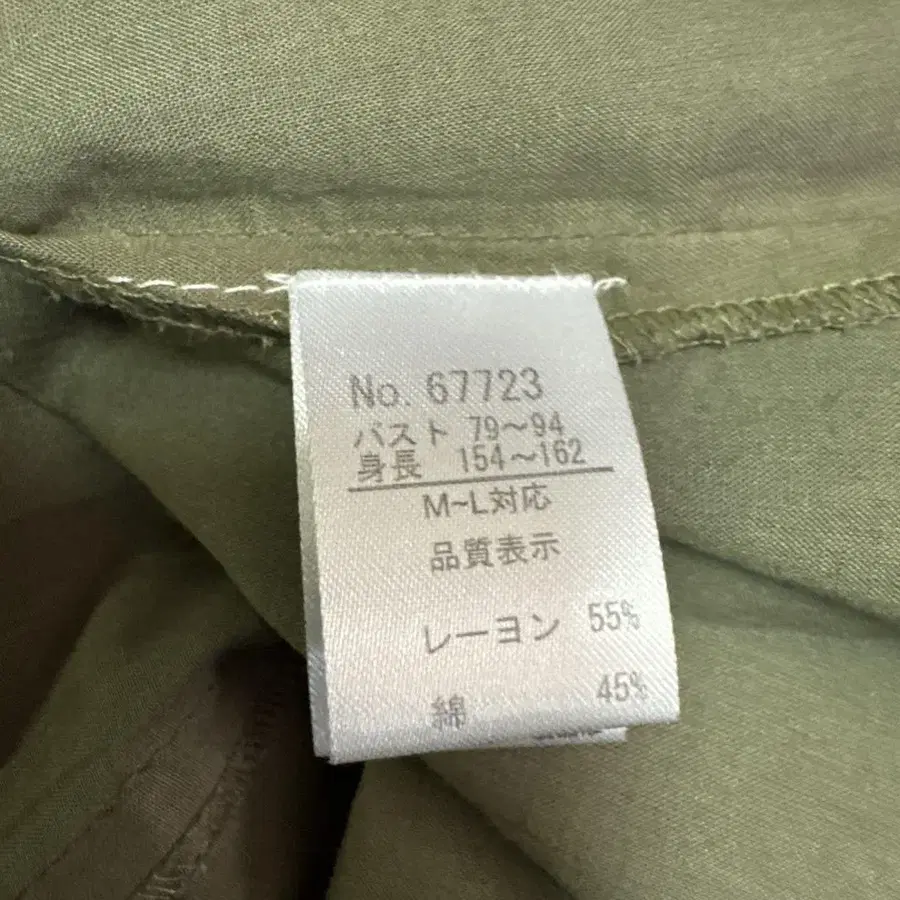 No. 67723
バスト 79〜94
身長 154〜162
M~L対応
品質表示
レーヨン 55%
綿 45%